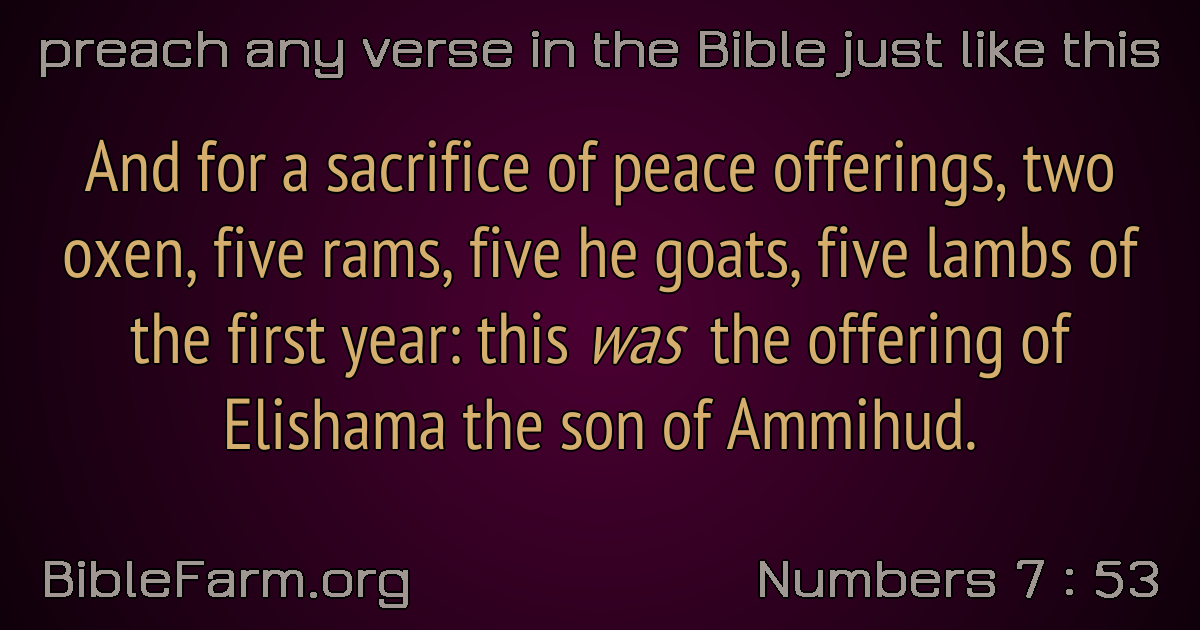 preach any verse in the Bible just like this
And for a sacrifice of peace offerings, two
oxen, five rams, five he goats, five lambs of
the first year: this was the offering of
Elishama the son of Ammihud.
BibleFarm.org
Numbers 7 : 53